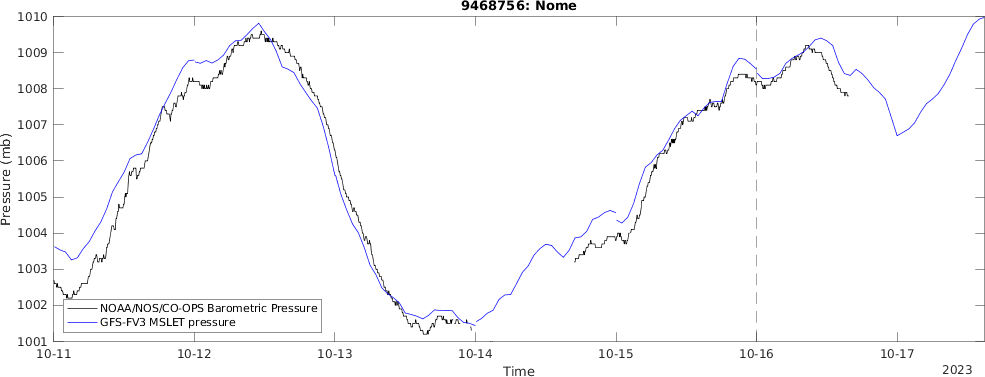 9468756: Nome
Pressure (mb)
1010
1009
1008
1007
1006
1005
1004
1003
1002
1001
NOAA/NOS/CO-OPS Barometric Pressure
GFS-FV3 MSLET pressure
10-11 10-12 10-13 10-14 10-15 10-16 10-17
Time
2023